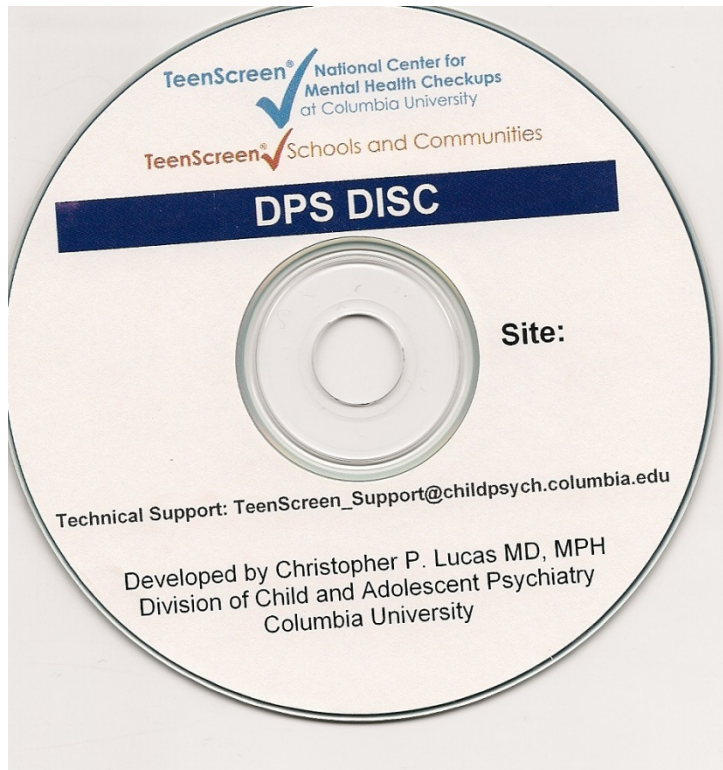 TeenScreen® National Center for
Mental Health Checkups
at Columbia University
TeenScreen® Schools and Communities
DPS DISC
Site:
Technical Support: TeenScreen_Support@childpsych.columbia.edu
Developed by Christopher P. Lucas MD, MPH
Division of Child and Adolescent Psychiatry
Columbia University